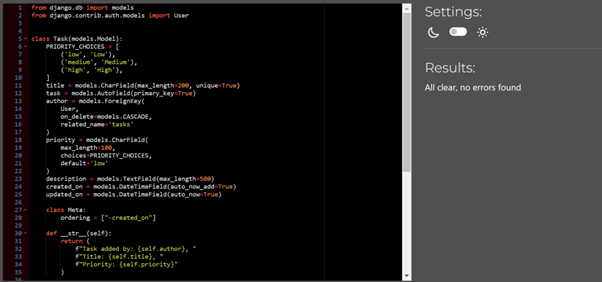 Settings:
Results:
All clear, no errors found
1 from django.db import models
2 from django.contrib.auth.models import User
3
4
5 class Task(models.Model):
6 PRIORITY_CHOICES = [
7 ('low', 'Low'),
8 ('medium', 'Medium'),
9 ('high', 'High'),
10 ]
11 title = models.CharField(max_length=200, unique=True)
12 task = models.AutoField(primary_key=True)
13 author = models.ForeignKey(
14 User,
15 on_delete=models.CASCADE,
16 related_name='tasks'
17 )
18 priority = models.CharField(
19 max_length=100,
20 choices=PRIORITY_CHOICES,
21 default='low'
22 )
23 description = models.TextField(max_length=500)
24 created_on = models.DateTimeField(auto_now_add=True)
25 updated_on = models.DateTimeField(auto_now=True)
26
27 class Meta:
28 ordering = ["-created_on"]
29
30 def __str__(self):
31 return (
32 f"Task added by: {self.author}, "
33 f"Title: {self.title}, "
34 f"Priority: {self.priority}"
35 )
36